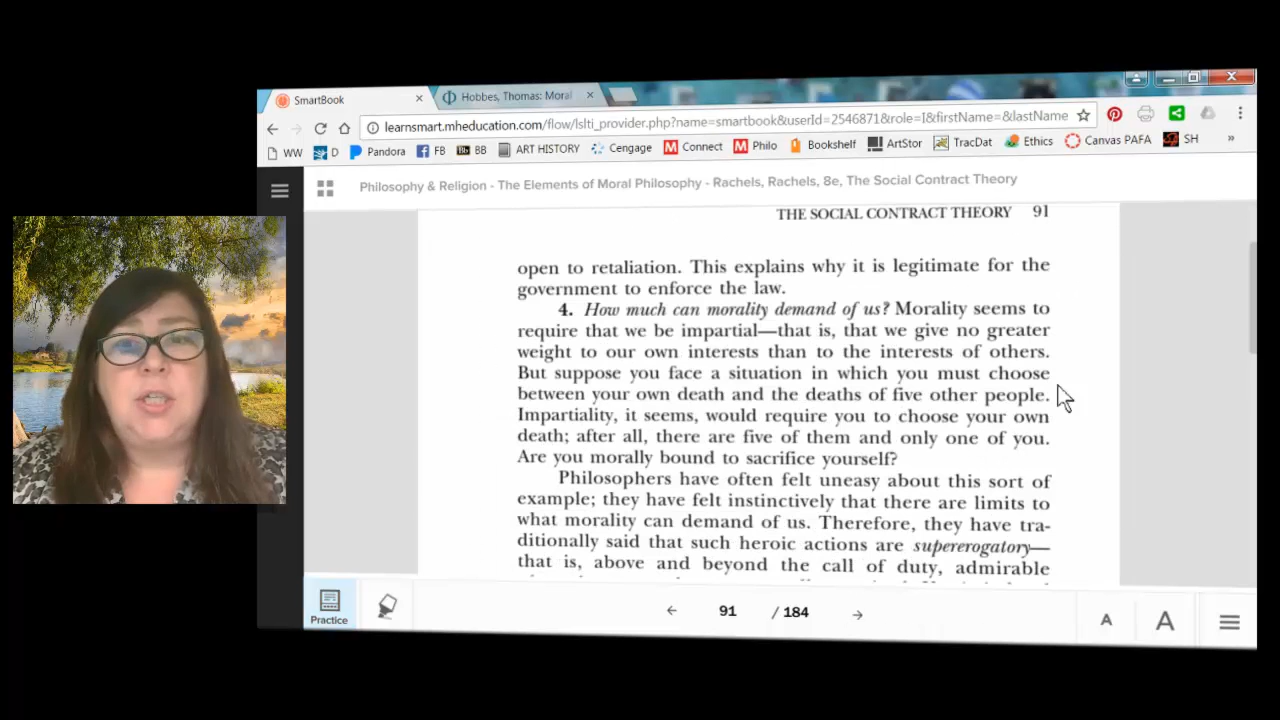 SmartBook
Hobbes, Thomas: Moral
learnsmart.mheducation.com/flow/lslti_provider.php?name=smartbook&userId=2546871&role=l&firstName=&lastName
WW D Pandora FB BB ART HISTORY Cengage Connect Philo Bookshelf ArtStor TracDat Ethics Canvas PAFA SH »
Philosophy & Religion - The Elements of Moral Philosophy - Rachels, Rachels, 8e, The Social Contract Theory
THE SOCIAL CONTRACT THEORY 91
open to retaliation. This explains why it is legitimate for the
government to enforce the law.
4. How much can morality demand of us? Morality seems to
require that we be impartial—that is, that we give no greater
weight to our own interests than to the interests of others.
But suppose you face a situation in which you must choose
between your own death and the deaths of five other people.
Impartiality, it seems, would require you to choose your own
death; after all, there are five of them and only one of you.
Are you morally bound to sacrifice yourself?
Philosophers have often felt uneasy about this sort of
example; they have felt instinctively that there are limits to
what morality can demand of us. Therefore, they have tra-
ditionally said that such heroic actions are supererogatory—
that is, above and beyond the call of duty, admirable
Practice
91 / 184
A A